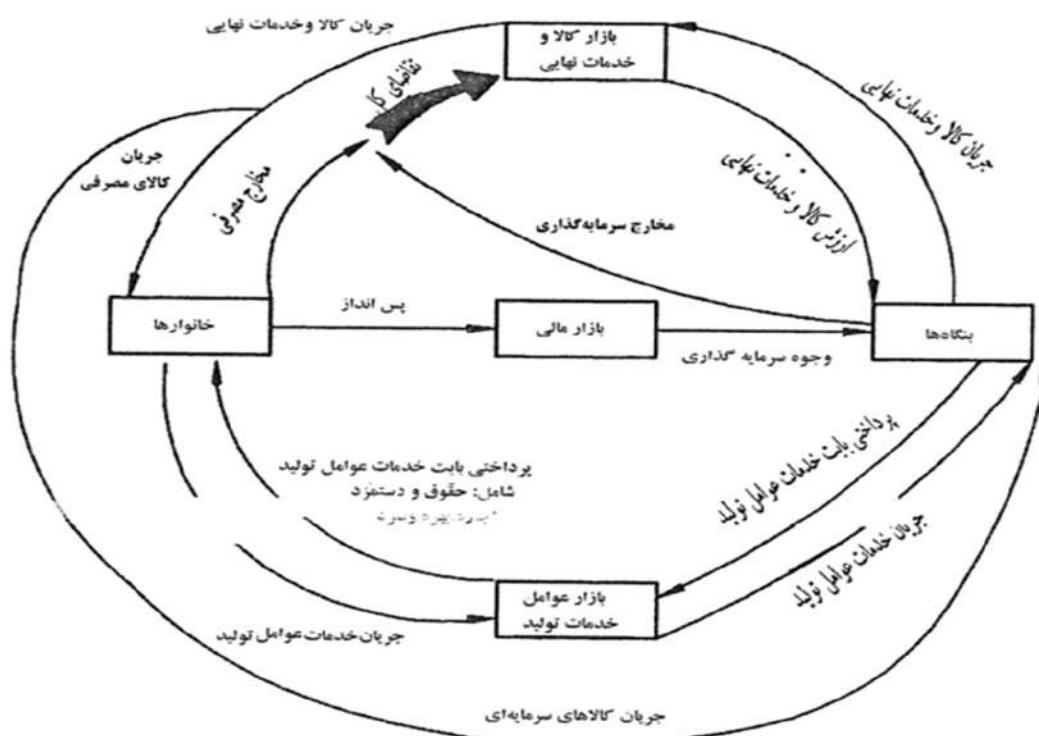 جریان کالا وخدمات نهایی
بازار کالا و
خدمات نهایی
تقاضای کل
جریان کالا و خدمات نهایی
جریان
کالای مصرفی
مخارج مصرفی
مخارج سرمایه‌گذاری
ارزش کالا و خدمات نهایی
خانوارها
پس انداز
بازار مالی
وجوه سرمایه گذاری
بنگاه‌ها
پرداختی بابت خدمات عوامل تولید
شامل: حقوق و دستمزد
پرداختی بابت خدمات عوامل تولید
جریان خدمات عوامل تولید
بازار عوامل
خدمات تولید
جریان خدمات عوامل تولید
جریان کالاهای سرمایه‌ای